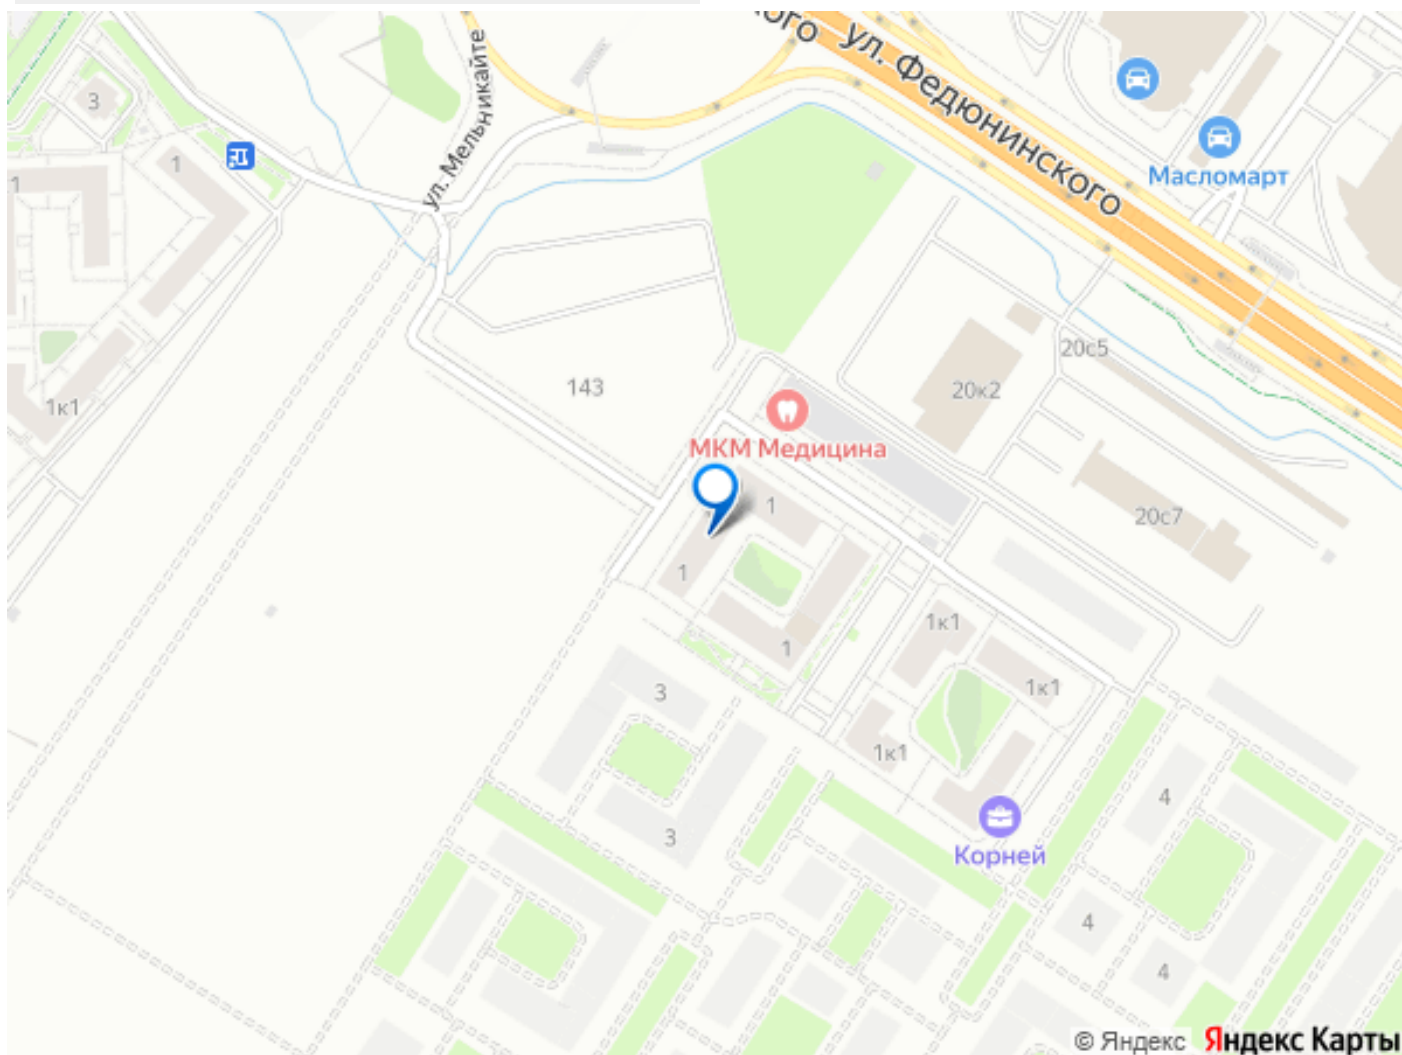 ул. Федюнинского
ул. Мельникайте
3
1
1
Масломарт
20с5
143
20к2
1к1
МКМ Медицина
1
20с7
1
1к1
1
1к1
3
1к1
4
Корней
3
4
4
© Яндекс Яндекс Карты